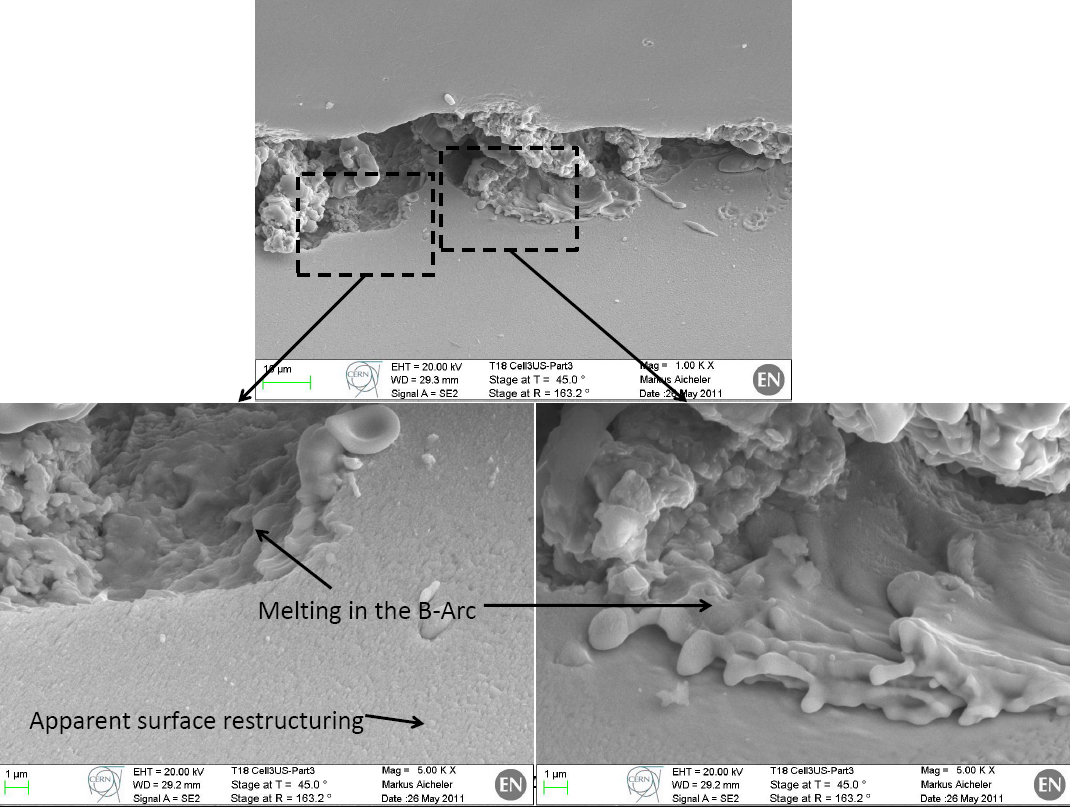 10 µm
CERN
EHT = 20.00 kV
WD = 29.3 mm
Signal A = SE2
T18 Cell3US-Part3
Stage at T = 45.0 °
Stage at R = 163.2 °
Mag = 1.00 K X
Markus Aicheler
Date :26 May 2011
EN
Melting in the B-Arc
Apparent surface restructuring
1 µm
CERN
EHT = 20.00 kV
WD = 29.2 mm
Signal A = SE2
T18 Cell3US-Part3
Stage at T = 45.0 °
Stage at R = 163.2 °
Mag = 5.00 K X
Markus Aicheler
Date :26 May 2011
EN
1 µm
CERN
EHT = 20.00 kV
WD = 29.2 mm
Signal A = SE2
T18 Cell3US-Part3
Stage at T = 45.0 °
Stage at R = 163.2 °
Mag = 5.00 K X
Markus Aicheler
Date :26 May 2011
EN